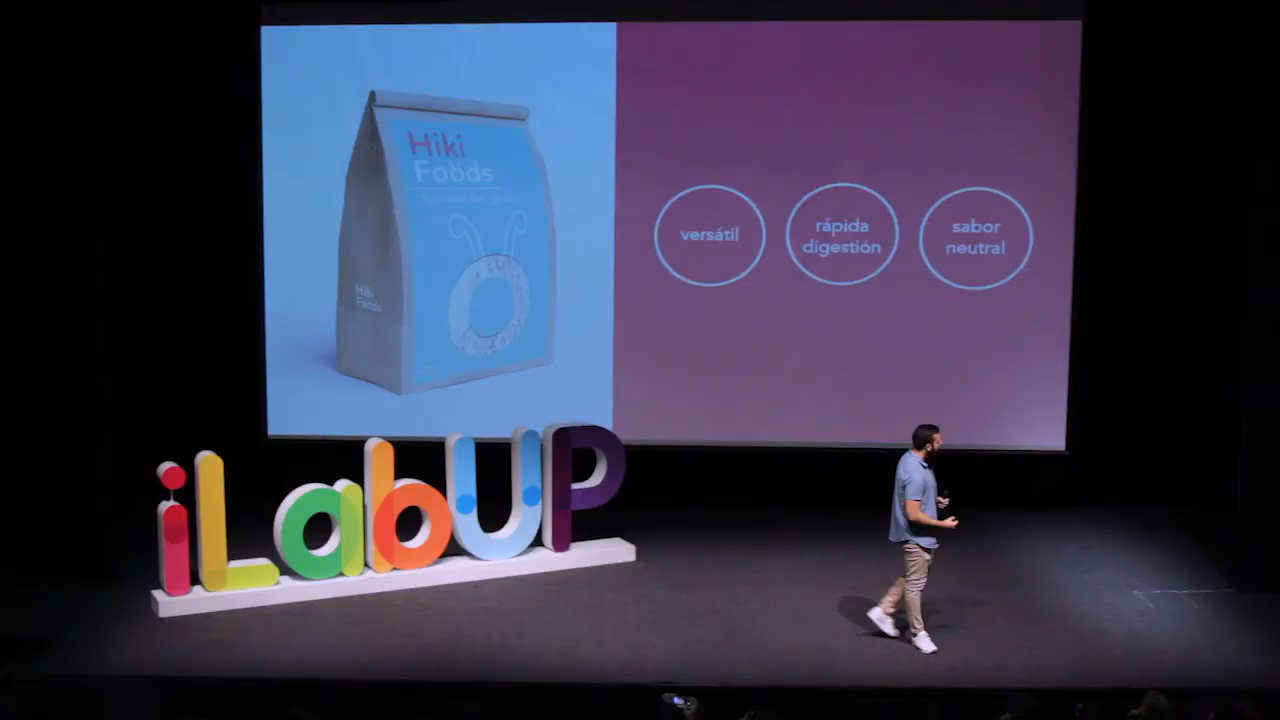 Hiki
Foods
Hiki
Foods
versátil
rápida
digestión
sabor
neutral
iLabUP